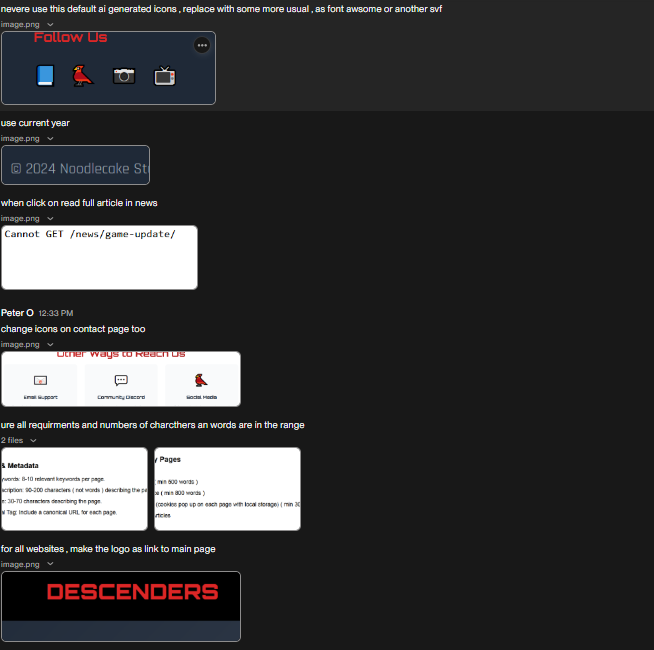 nevere use this default ai generated icons , replace with some more usual , as font awsome or another svf
image.png
Follow Us
use current year
image.png
© 2024 Noodlecake St
when click on read full article in news
image.png
Cannot GET /news/game-update/
Peter O 12:33 PM
change icons on contact page too
image.png
Other Ways to Reach Us
Email Support
Community Discord
Social Media
ure all requirments and numbers of charcthers an words are in the range
2 files
& Metadata
ywords: 8-10 relevant keywords per page.
scription: 90-200 characters ( not words ) describing the pa
e: 30-70 characters describing the page.
al Tag: Include a canonical URL for each page.
y Pages
( min 600 words )
e ( min 800 words )
(cookies pop up on each page with local storage) ( min 30
rticles
for all websites , make the logo as link to main page
image.png
DESCENDERS